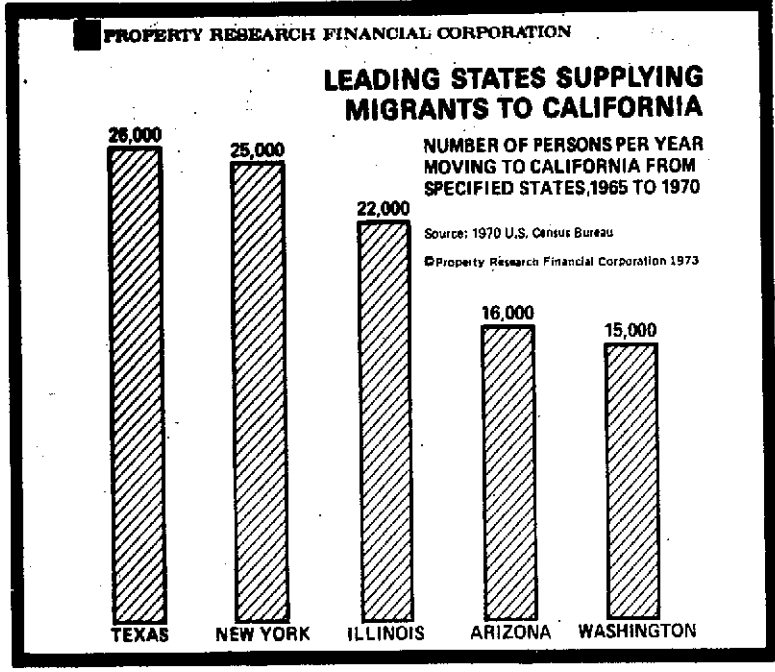 PROPERTY RESEARCH FINANCIAL CORPORATION
LEADING STATES SUPPLYING
MIGRANTS TO CALIFORNIA
NUMBER OF PERSONS PER YEAR
MOVING TO CALIFORNIA FROM
SPECIFIED STATES,1965 TO 1970
Source: 1970 U.S. Census Bureau
©Property Research Financial Corporation 1973
26,000
25,000
22,000
16,000
15,000
TEXAS NEW YORK ILLINOIS ARIZONA WASHINGTON